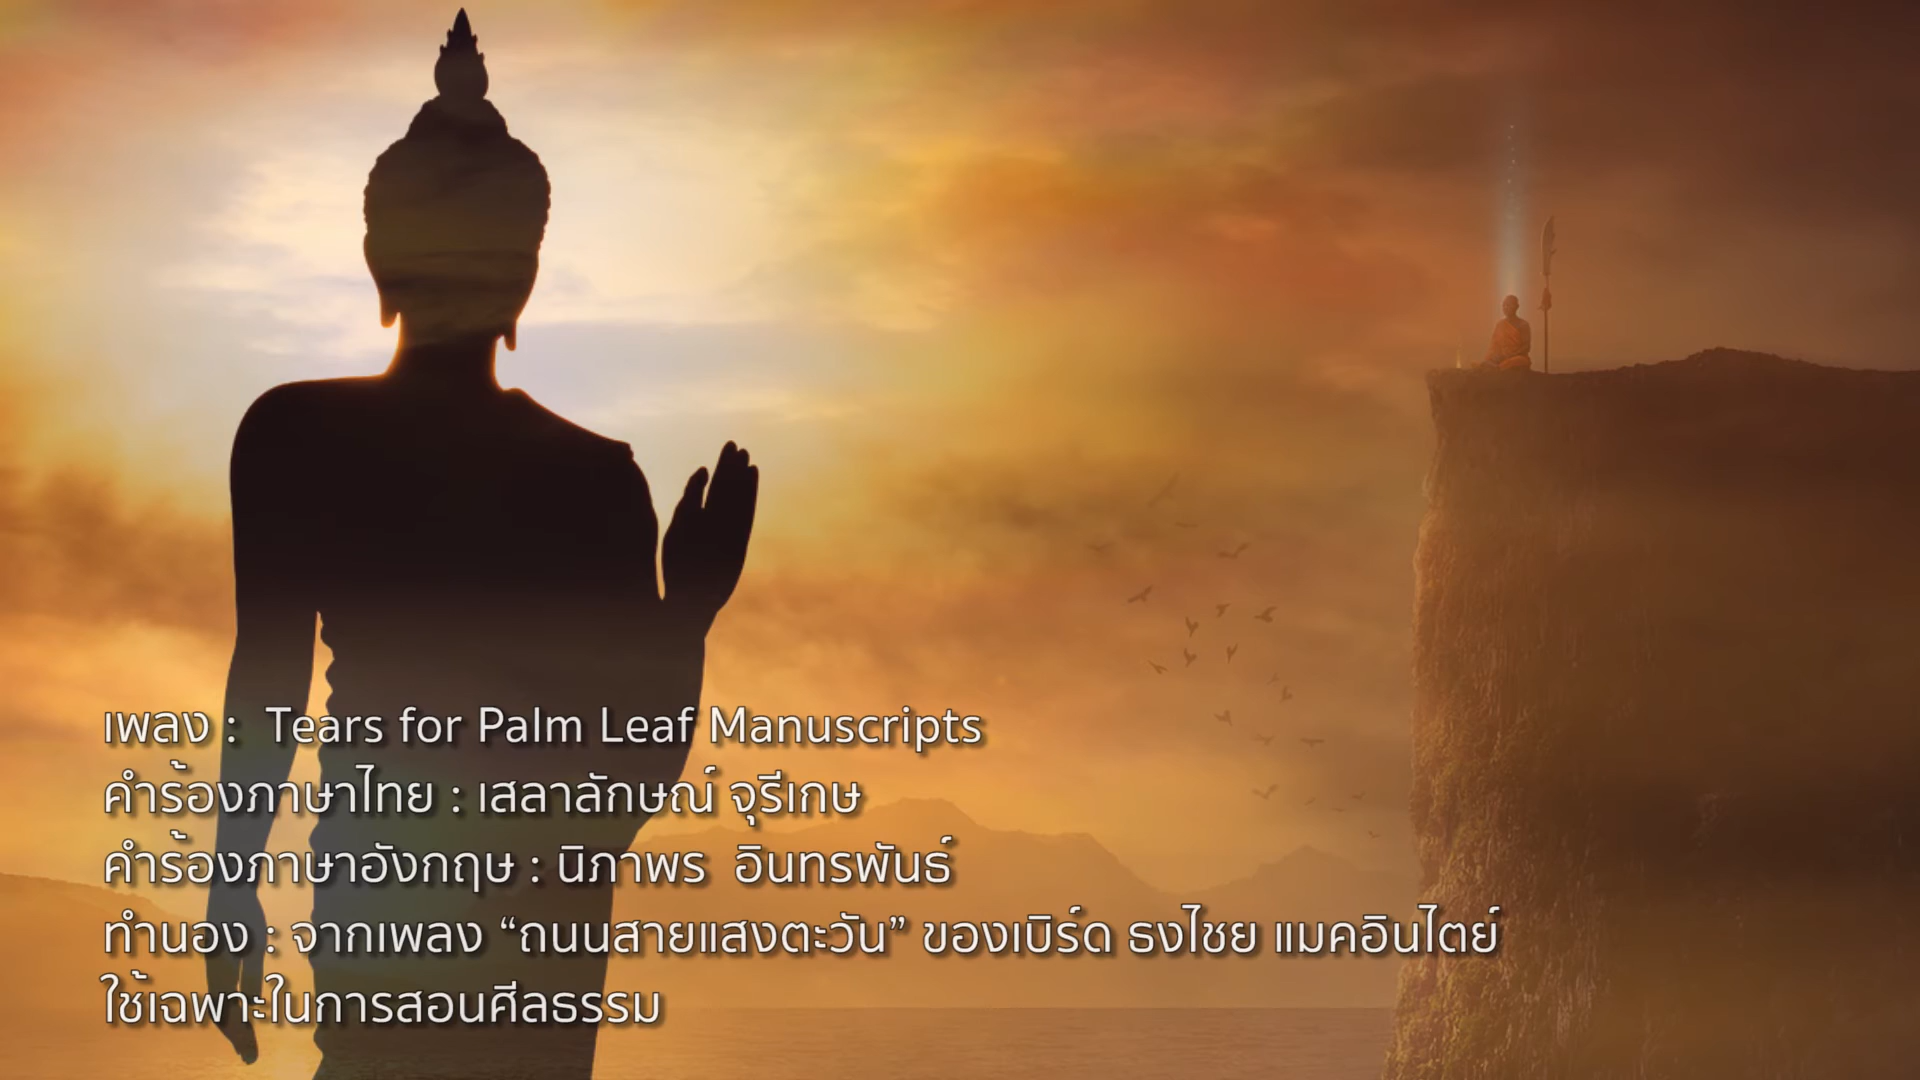 เพลง : Tears for Palm Leaf Manuscripts
คำร้องภาษาไทย : เสลาลักษณ์ จุรีเกษ
คำร้องภาษาอังกฤษ : นิภาพร อินทรพันธ์
ทำนอง : จากเพลง “ถนนสายแสงตะวัน” ของเบิร์ด ธงไชย แมคอินไตย์
ใช้เฉพาะในการสอนศีลธรรม